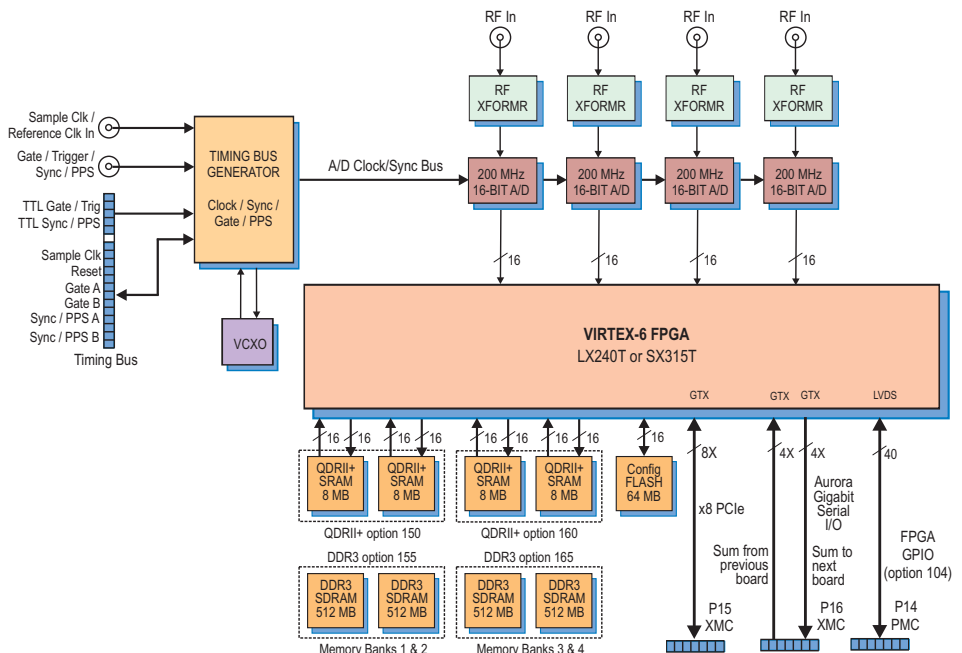 RF In
RF In
RF In
RF In
RF
XFORMR
RF
XFORMR
RF
XFORMR
RF
XFORMR
Sample Clk /
Reference Clk In
Gate / Trigger /
Sync / PPS
TTL Gate / Trig
TTL Sync / PPS
Sample Clk
Reset
Gate A
Gate B
Sync / PPS A
Sync / PPS B
Timing Bus
TIMING BUS
GENERATOR
Clock / Sync /
Gate / PPS
VCXO
A/D Clock/Sync Bus
200 MHz
16-BIT A/D
200 MHz
16-BIT A/D
200 MHz
16-BIT A/D
200 MHz
16-BIT A/D
16
16
16
16
VIRTEX-6 FPGA
LX240T or SX315T
GTX
GTX
GTX
LVDS
16
16
16
16
16
16
16
16
16
8X
4X
4X
40
QDRII+
SRAM
8 MB
QDRII+
SRAM
8 MB
QDRII+
SRAM
8 MB
QDRII+
SRAM
8 MB
Config
FLASH
64 MB
QDRII+ option 150
QDRII+ option 160
DDR3 option 155
DDR3 option 165
DDR3
SDRAM
512 MB
DDR3
SDRAM
512 MB
DDR3
SDRAM
512 MB
DDR3
SDRAM
512 MB
Memory Banks 1 & 2
Memory Banks 3 & 4
x8 PCIe
Aurora
Gigabit
Serial
I/O
Sum from
previous
board
Sum to
next
board
FPGA
GPIO
(option 104)
P15
XMC
P16
XMC
P14
PMC